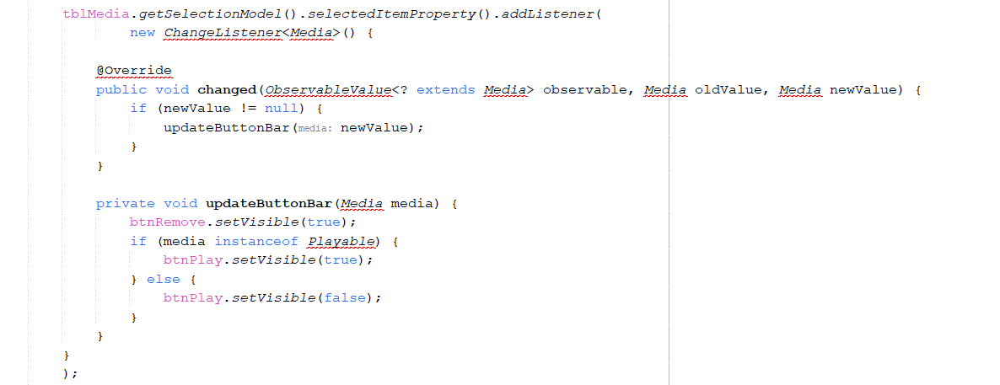 tblMedia.getSelectionModel().selectedItemProperty().addListener(
new ChangeListener<Media>() {
@Override
public void changed(ObservableValue<? extends Media> observable, Media oldValue, Media newValue) {
if (newValue != null) {
updateButtonBar(media: newValue);
}
}
private void updateButtonBar(Media media) {
btnRemove.setVisible(true);
if (media instanceof Playable) {
btnPlay.setVisible(true);
} else {
btnPlay.setVisible(false);
}
}
}
);